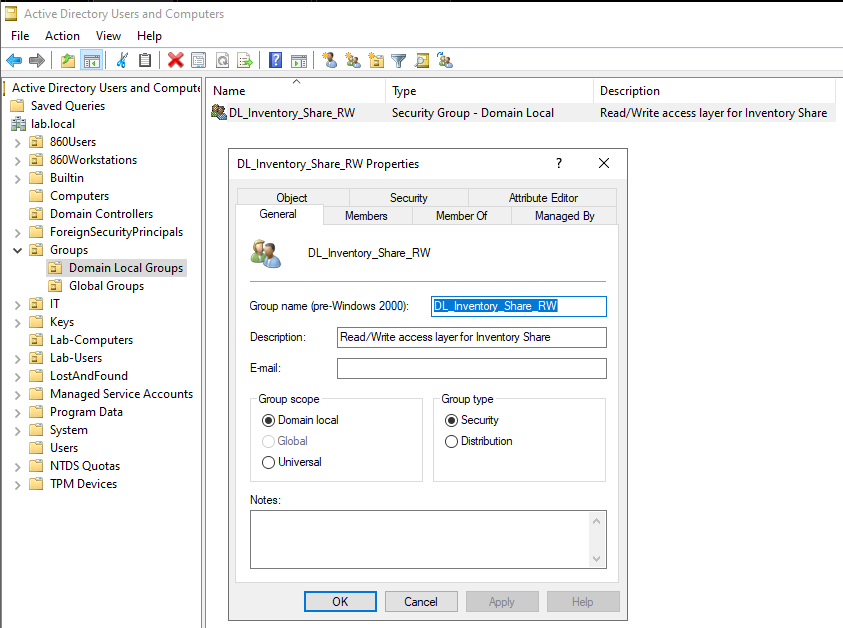 Active Directory Users and Computers
File Action View Help
Active Directory Users and Compute
Saved Queries
lab.local
860Users
860Workstations
Builtin
Computers
Domain Controllers
ForeignSecurityPrincipals
Groups
Domain Local Groups
Global Groups
IT
Keys
Lab-Computers
Lab-Users
LostAndFound
Managed Service Accounts
Program Data
System
Users
NTDS Quotas
TPM Devices
Name Type Description
DL_Inventory_Share_RW Security Group - Domain Local Read/Write access layer for Inventory Share
DL_Inventory_Share_RW Properties ?
Object Security Attribute Editor
General Members Member Of Managed By
DL_Inventory_Share_RW
Group name (pre-Windows 2000): DL_Inventory_Share_RW
Description: Read/Write access layer for Inventory Share
E-mail:
Group scope Group type
Domain local Security
Global Distribution
Universal
Notes:
OK Cancel Apply Help